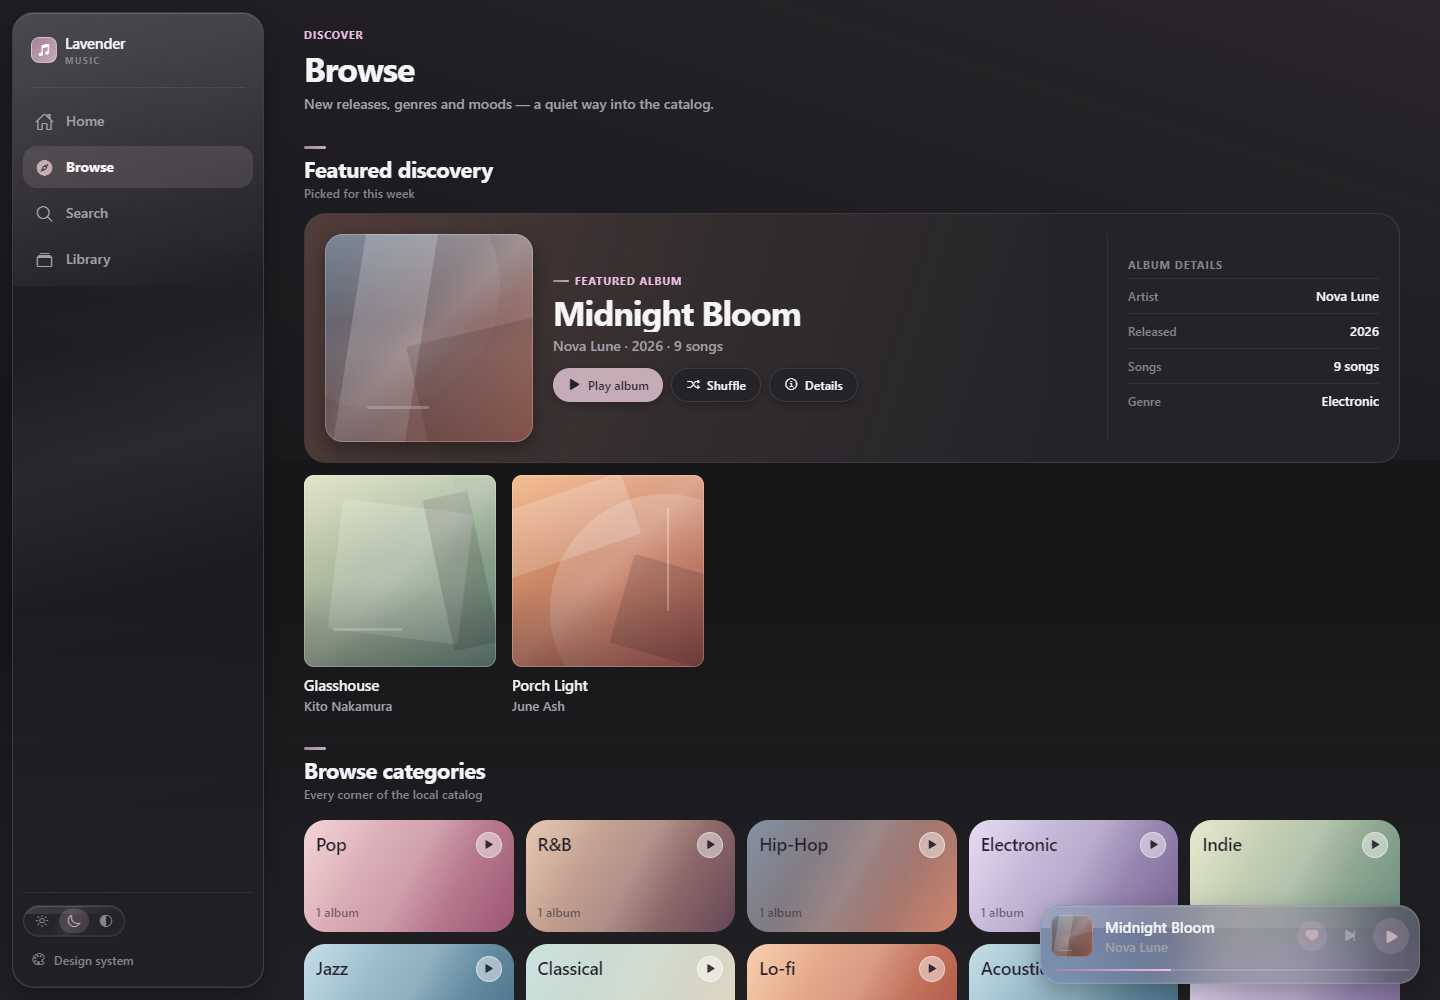 Lavender
MUSIC
Home
Browse
Search
Library
Design system
DISCOVER
Browse
New releases, genres and moods — a quiet way into the catalog.
Featured discovery
Picked for this week
FEATURED ALBUM
Midnight Bloom
Nova Lune · 2026 · 9 songs
Play album
Shuffle
Details
ALBUM DETAILS
Artist Nova Lune
Released 2026
Songs 9 songs
Genre Electronic
Glasshouse
Kito Nakamura
Porch Light
June Ash
Browse categories
Every corner of the local catalog
Pop
1 album
R&B
1 album
Hip-Hop
1 album
Electronic
1 album
Indie
Jazz
Classical
Lo-fi
Acousti
Midnight Bloom
Nova Lune